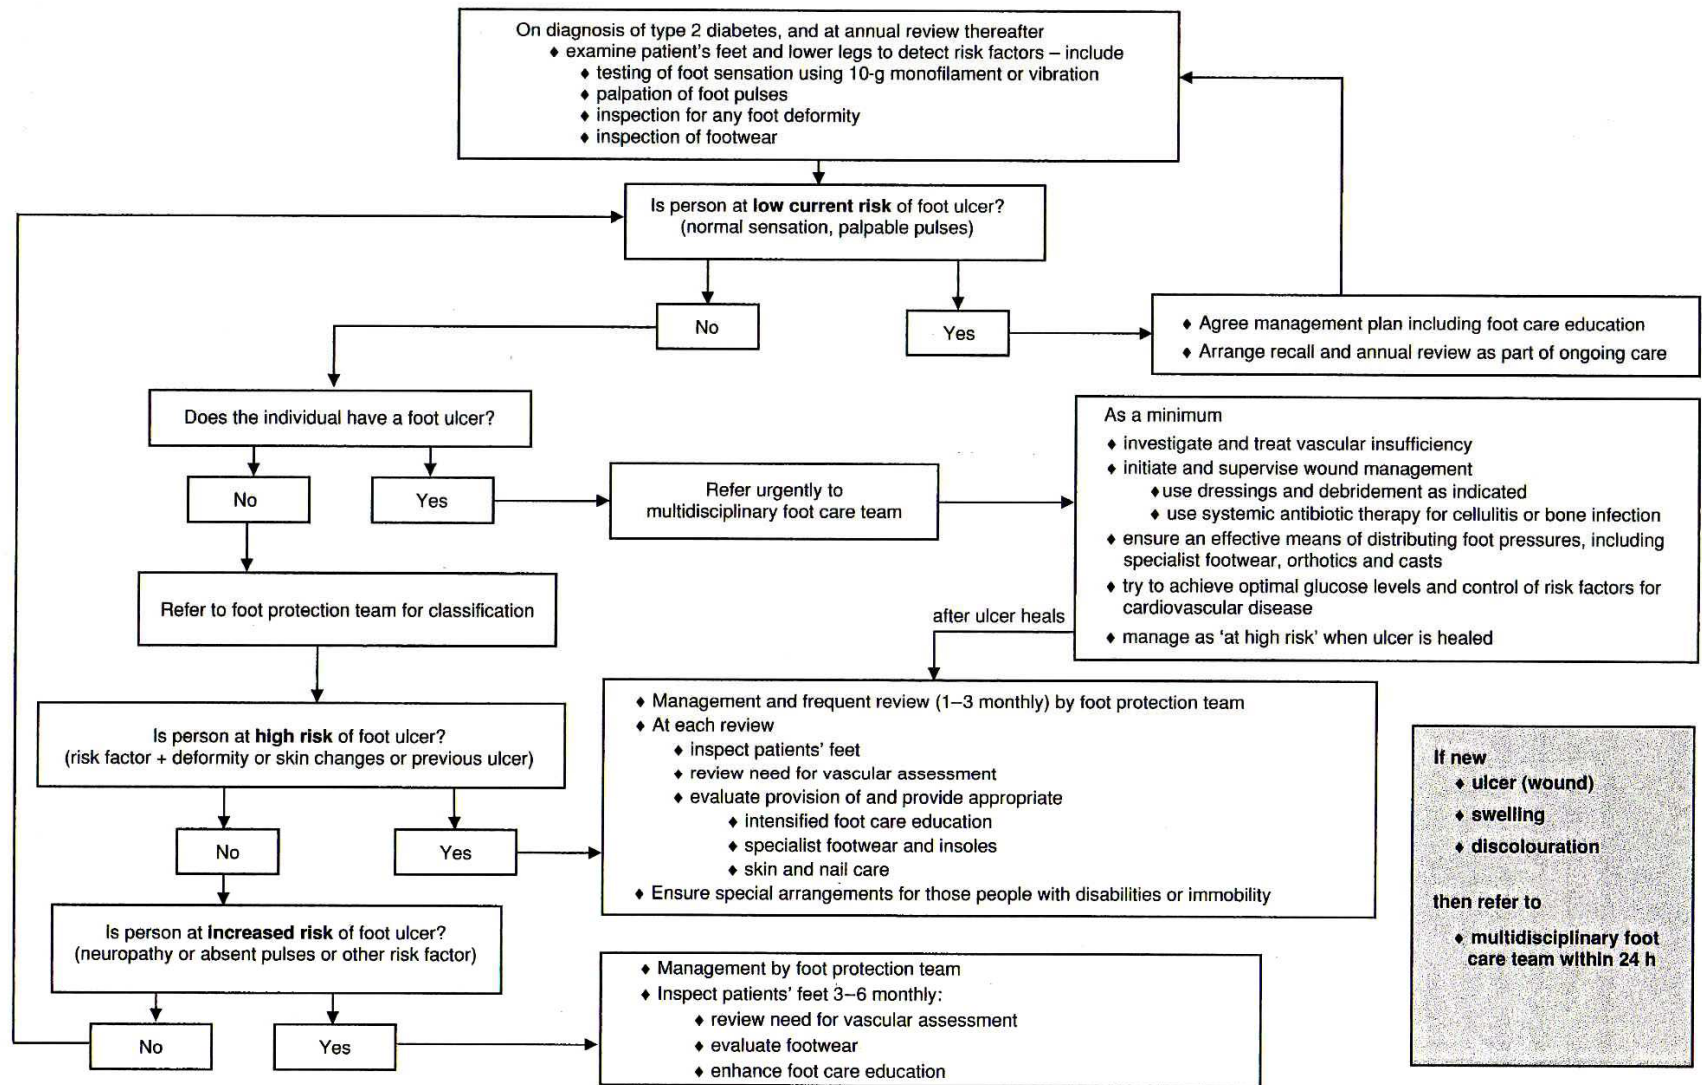 On diagnosis of type 2 diabetes, and at annual review thereafter
♦ examine patient's feet and lower legs to detect risk factors – include
♦ testing of foot sensation using 10-g monofilament or vibration
♦ palpation of foot pulses
♦ inspection for any foot deformity
♦ inspection of footwear
Is person at low current risk of foot ulcer?
(normal sensation, palpable pulses)
No
Yes
♦ Agree management plan including foot care education
♦ Arrange recall and annual review as part of ongoing care
Does the individual have a foot ulcer?
No
Yes
Refer urgently to
multidisciplinary foot care team
As a minimum
♦ investigate and treat vascular insufficiency
♦ initiate and supervise wound management
♦ use dressings and debridement as indicated
♦ use systemic antibiotic therapy for cellulitis or bone infection
♦ ensure an effective means of distributing foot pressures, including
specialist footwear, orthotics and casts
♦ try to achieve optimal glucose levels and control of risk factors for
cardiovascular disease
♦ manage as 'at high risk' when ulcer is healed
after ulcer heals
Refer to foot protection team for classification
Is person at high risk of foot ulcer?
(risk factor + deformity or skin changes or previous ulcer)
No
Yes
♦ Management and frequent review (1–3 monthly) by foot protection team
♦ At each review
♦ inspect patients' feet
♦ review need for vascular assessment
♦ evaluate provision of and provide appropriate
♦ intensified foot care education
♦ specialist footwear and insoles
♦ skin and nail care
♦ Ensure special arrangements for those people with disabilities or immobility
Is person at increased risk of foot ulcer?
(neuropathy or absent pulses or other risk factor)
No
Yes
♦ Management by foot protection team
♦ Inspect patients' feet 3–6 monthly:
♦ review need for vascular assessment
♦ evaluate footwear
♦ enhance foot care education
If new
♦ ulcer (wound)
♦ swelling
♦ discolouration
then refer to
♦ multidisciplinary foot
care team within 24 h